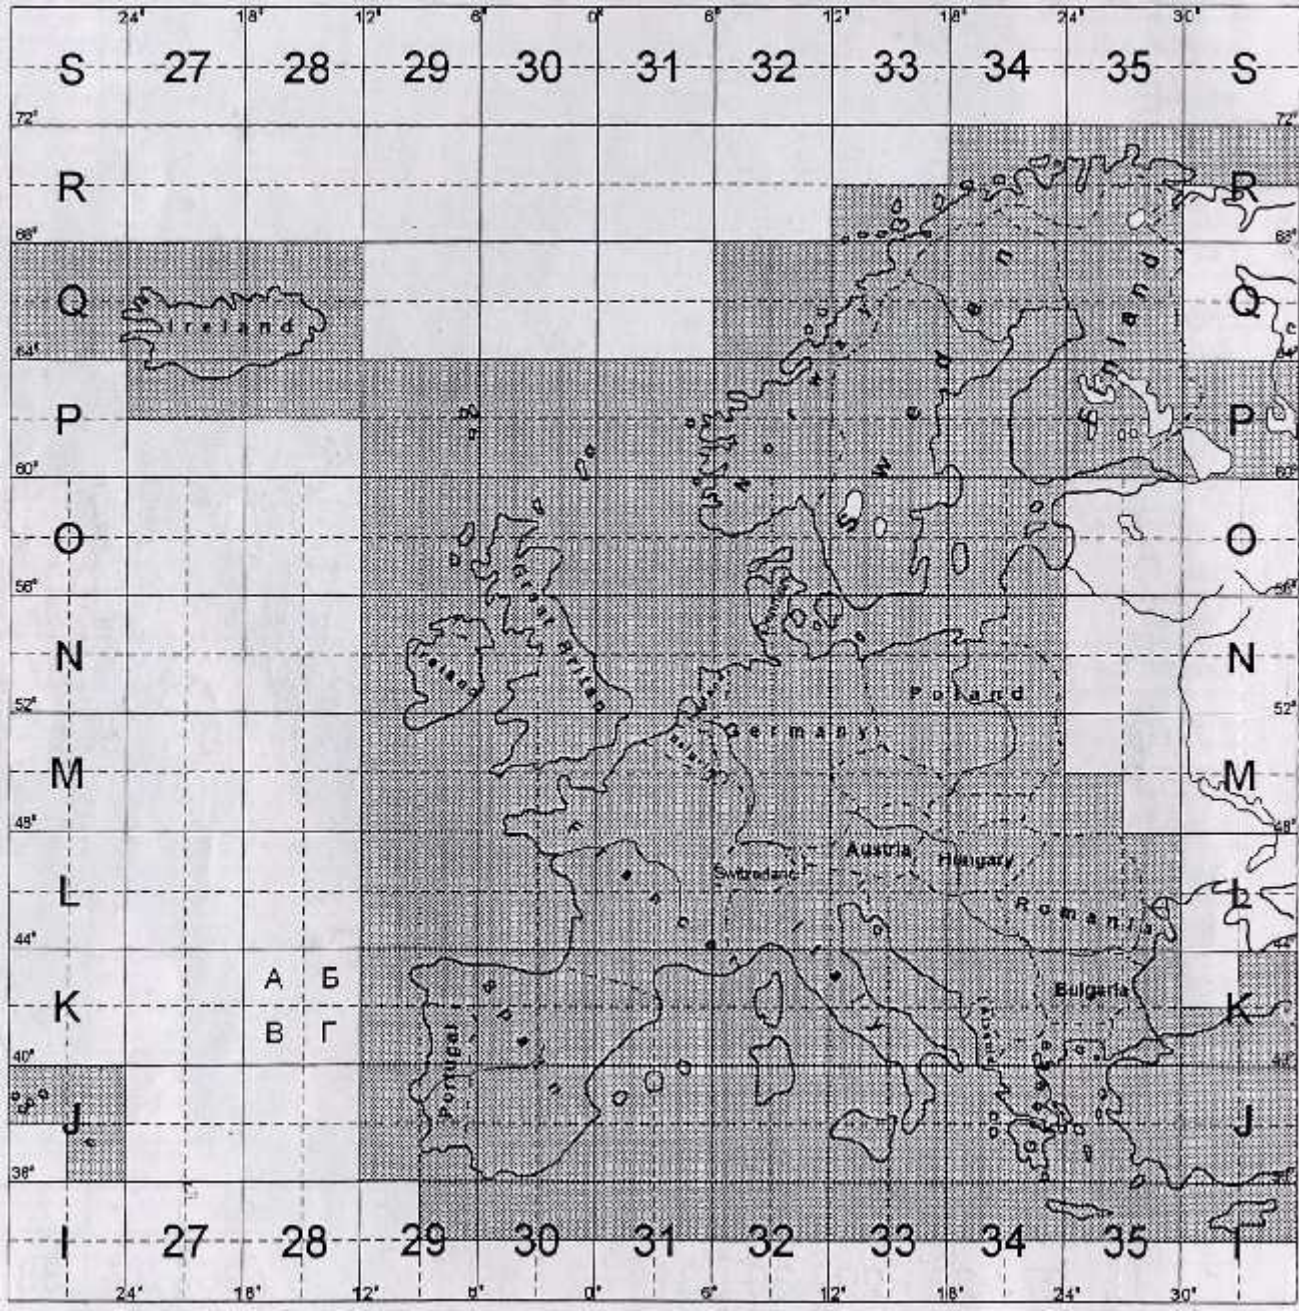 24° 18° 12° 6° 0° 6° 12° 18° 24° 30°
S 27 28 29 30 31 32 33 34 35 S
72° 72°
R R
68° 68°
Q Ireland Q
64° 64°
Finland
P P
60° 60°
Sweden
O O
56° 56°
Great Britan
N Ireland N
Poland
52° 52°
Germany
M M
48° 48°
Austria Hungary
Switzerland
L L
Romania
44° 44°
А Б
Bulgaria
K K
В Г
40°
Portugal
J J
36°
I 27 28 29 30 31 32 33 34 35 I
24° 18° 12° 6° 0° 6° 12° 18° 24° 30°